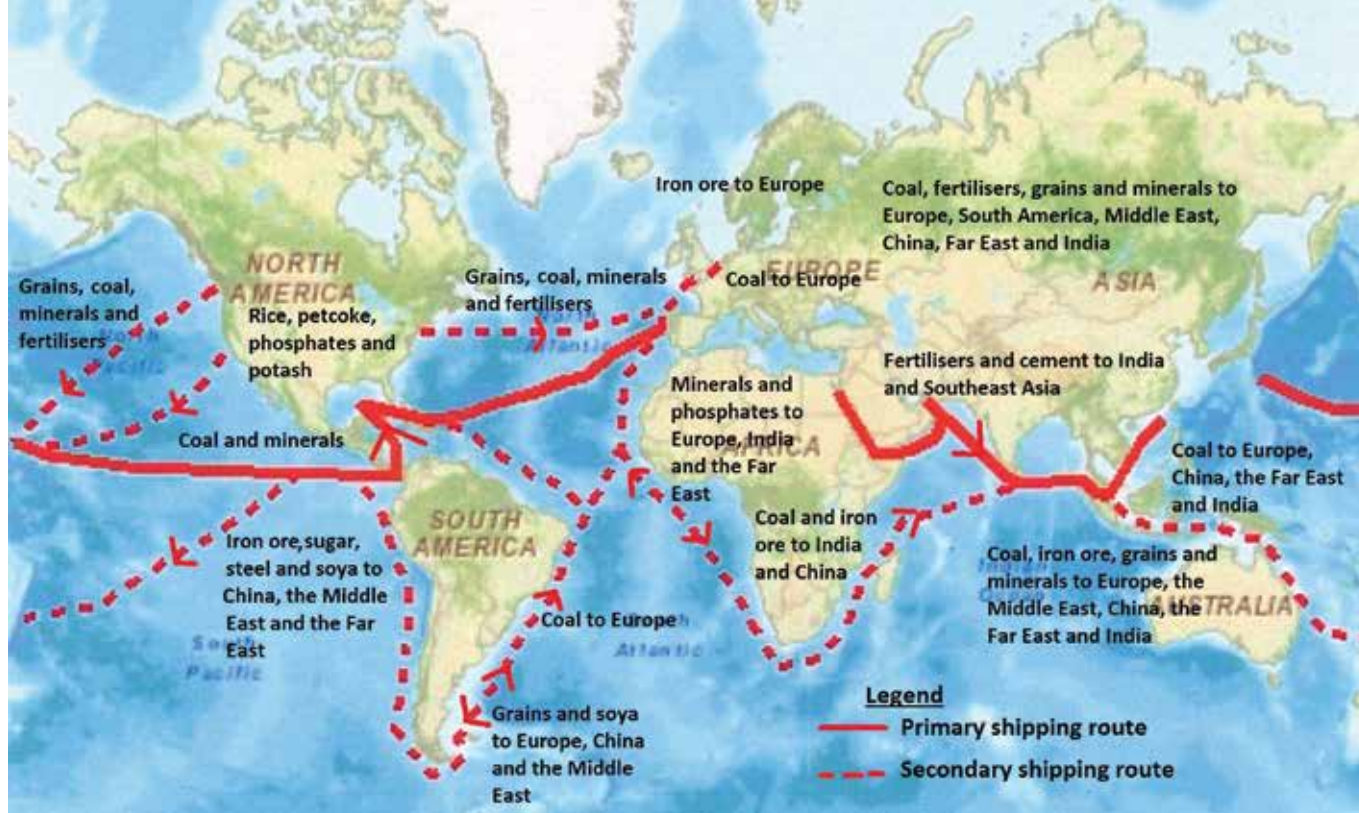 Iron ore to Europe
Coal, fertilisers, grains and minerals to
Europe, South America, Middle East,
China, Far East and India
NORTH
AMERICA
Grains, coal, minerals
and fertilisers
EUROPE
Coal to Europe
ASIA
Grains, coal,
minerals and
fertilisers
North
Pacific
Rice, petcoke,
phosphates and
potash
North
Atlantic
Fertilisers and cement to India
and Southeast Asia
Minerals and
phosphates to
Europe, India
and the Far
East
AFRICA
Coal and minerals
Coal to Europe,
China, the Far East
and India
SOUTH
AMERICA
Coal and iron
ore to India
and China
Iron ore,sugar,
steel and soya to
China, the Middle
East and the Far
East
Coal, iron ore, grains and
minerals to Europe, the
Middle East, China, the
Far East and India
Indian
Ocean
AUSTRALIA
Coal to Europe
South
Atlantic
South
Pacific
Grains and soya
to Europe, China
and the Middle
East
Legend
Primary shipping route
Secondary shipping route